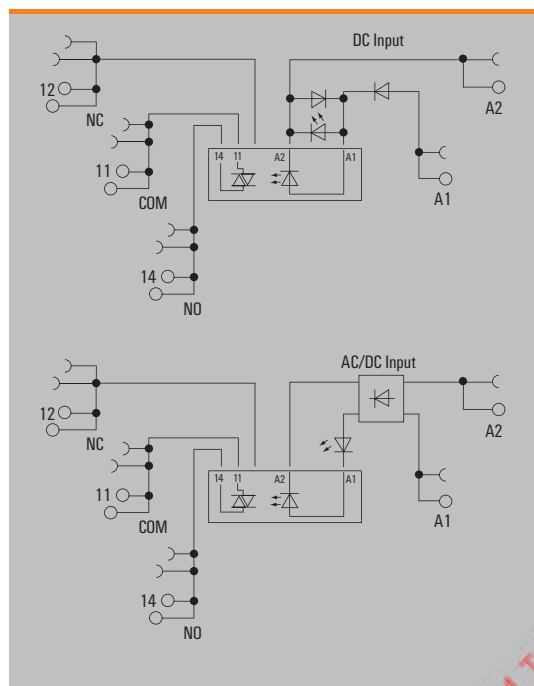 DC Input
12
NC
A2
11
COM
A1
14 11 A2 A1
14
NO
AC/DC Input
12
NC
A2
11
COM
A1
14 11 A2 A1
14
NO